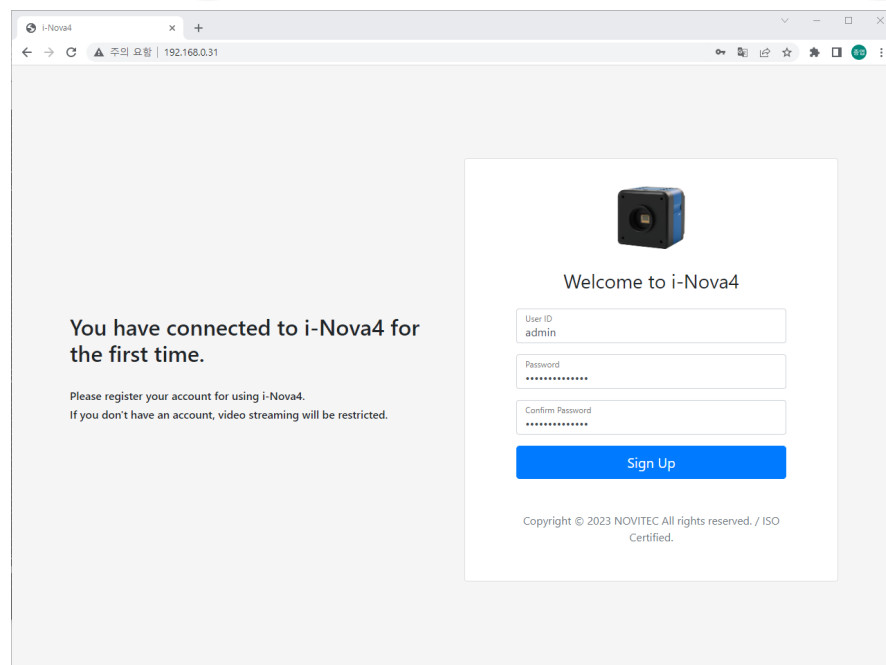 i-Nova4
주의 요함 | 192.168.0.31
종엽
Welcome to i-Nova4
You have connected to i-Nova4 for
the first time.
Please register your account for using i-Nova4.
If you don't have an account, video streaming will be restricted.
User ID
admin
Password
••••••••••••••
Confirm Password
••••••••••••••
Sign Up
Copyright © 2023 NOVITEC All rights reserved. / ISO
Certified.